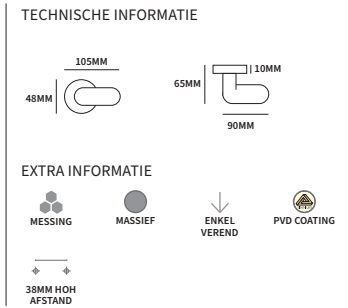 TECHNISCHE INFORMATIE
105MM
48MM
10MM
65MM
90MM
EXTRA INFORMATIE
MESSING
MASSIEF
ENKEL
VEREND
PVD COATING
38MM HOH
AFSTAND